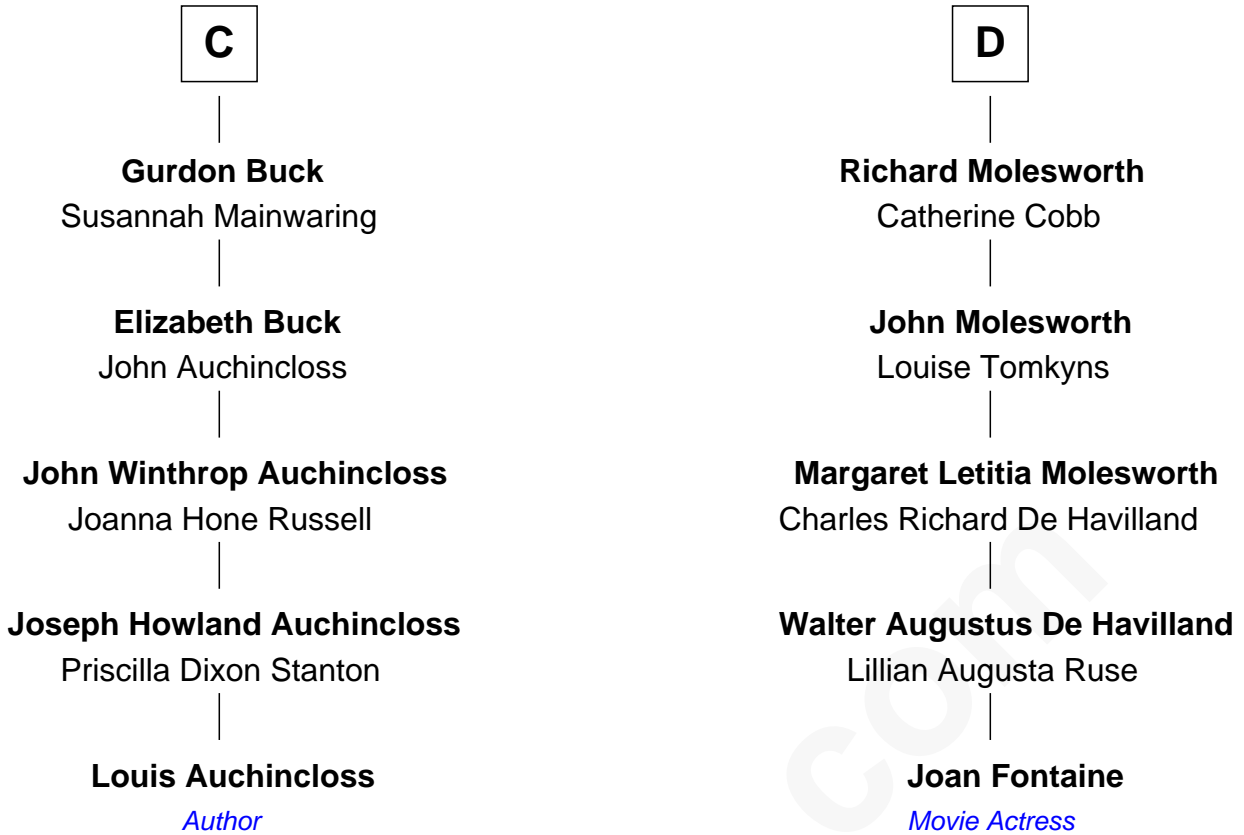 C
Gurdon Buck
Susannah Mainwaring
Elizabeth Buck
John Auchincloss
John Winthrop Auchincloss
Joanna Hone Russell
Joseph Howland Auchincloss
Priscilla Dixon Stanton
Louis Auchincloss
Author
D
Richard Molesworth
Catherine Cobb
John Molesworth
Louise Tomkyns
Margaret Letitia Molesworth
Charles Richard De Havilland
Walter Augustus De Havilland
Lillian Augusta Ruse
Joan Fontaine
Movie Actress
com